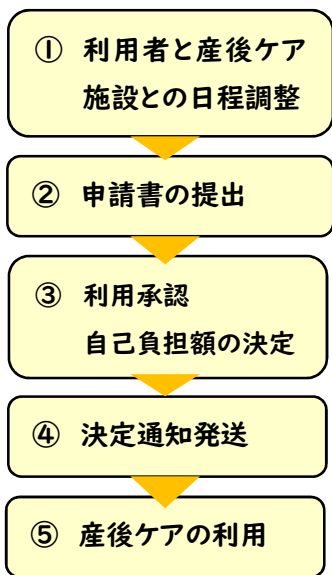 ① 利用者と産後ケア
施設との日程調整
② 申請書の提出
③ 利用承認
自己負担額の決定
④ 決定通知発送
⑤ 産後ケアの利用